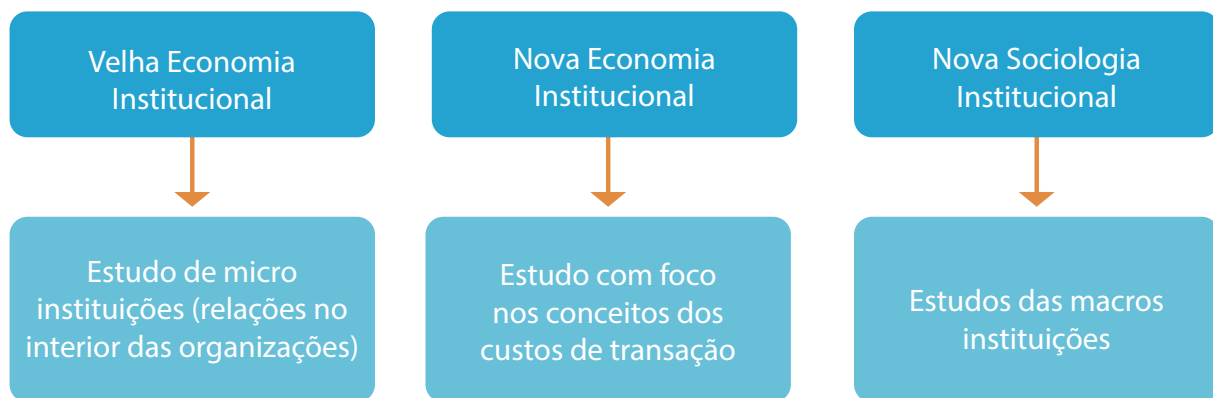 Velha Economia
Institucional
Nova Economia
Institucional
Nova Sociologia
Institucional
Estudo de micro
instituições (relações no
interior das organizações)
Estudo com foco
nos conceitos dos
custos de transação
Estudos das macros
instituições